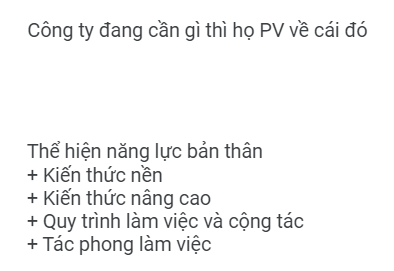 Công ty đang cần gì thì họ PV về cái đó
Thể hiện năng lực bản thân
+ Kiến thức nền
+ Kiến thức nâng cao
+ Quy trình làm việc và cộng tác
+ Tác phong làm việc